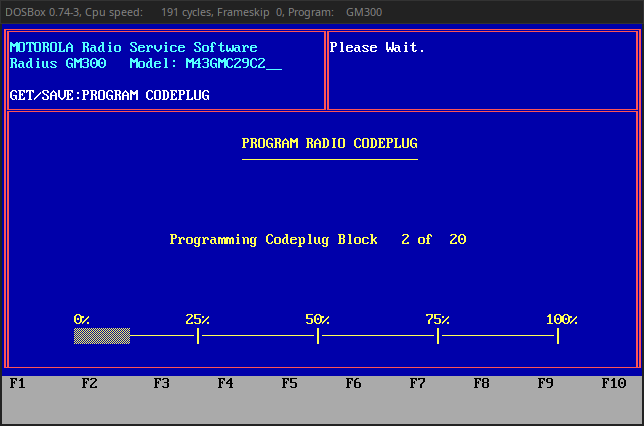 DOSBox 0.74-3, Cpu speed: 191 cycles, Frameskip 0, Program: GM300
MOTOROLA Radio Service Software
Radius GM300 Model: M43GMC29C2__
GET/SAVE:PROGRAM CODEPLUG
Please Wait.
PROGRAM RADIO CODEPLUG
Programming Codeplug Block 2 of 20
0% 25% 50% 75% 100%
F1 F2 F3 F4 F5 F6 F7 F8 F9 F10